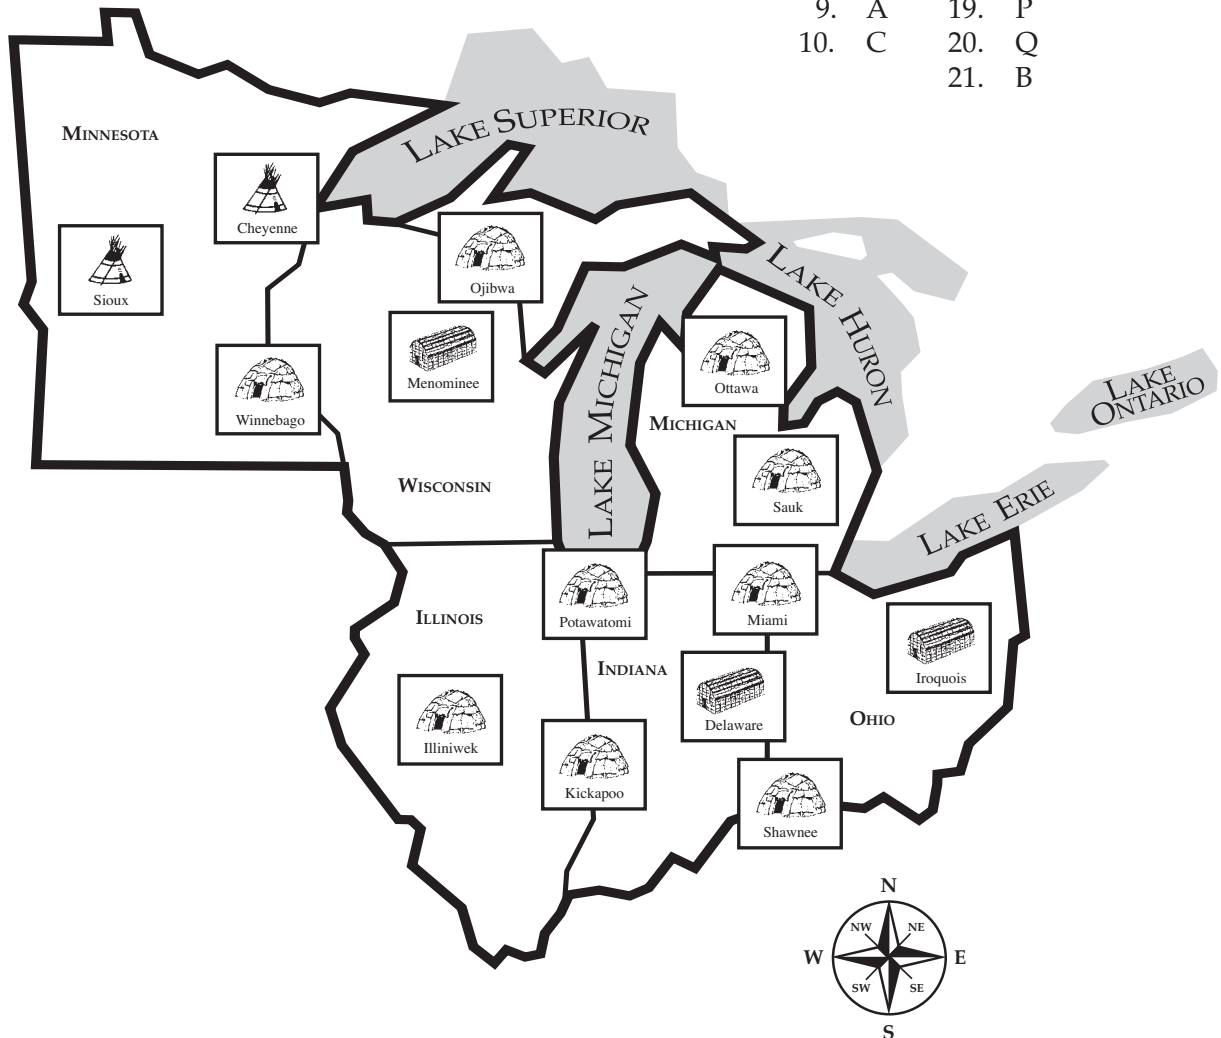 9. A 19. P
10. C 20. Q
21. B
LAKE SUPERIOR
MINNESOTA
Cheyenne
Sioux
Ojibwa
LAKE HURON
LAKE MICHIGAN
Menominee
Ottawa
LAKE
ONTARIO
Winnebago
MICHIGAN
WISCONSIN
Sauk
LAKE ERIE
ILLINOIS
Potawatomi
Miami
INDIANA
Iroquois
Delaware
OHIO
Illiniwek
Kickapoo
Shawnee
N
NW NE
W E
SW SE
S